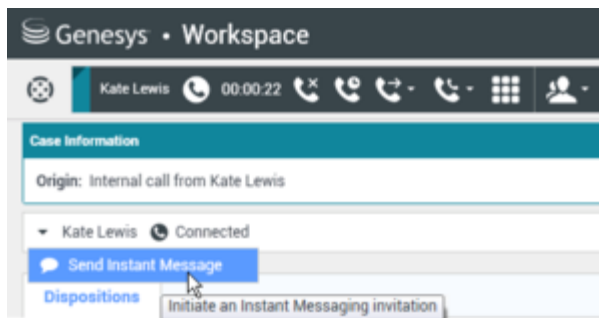 Genesys • Workspace
Kate Lewis 00:00:22
Case Information
Origin: Internal call from Kate Lewis
Kate Lewis Connected
Send Instant Message
Dispositions
Initiate an Instant Messaging invitation